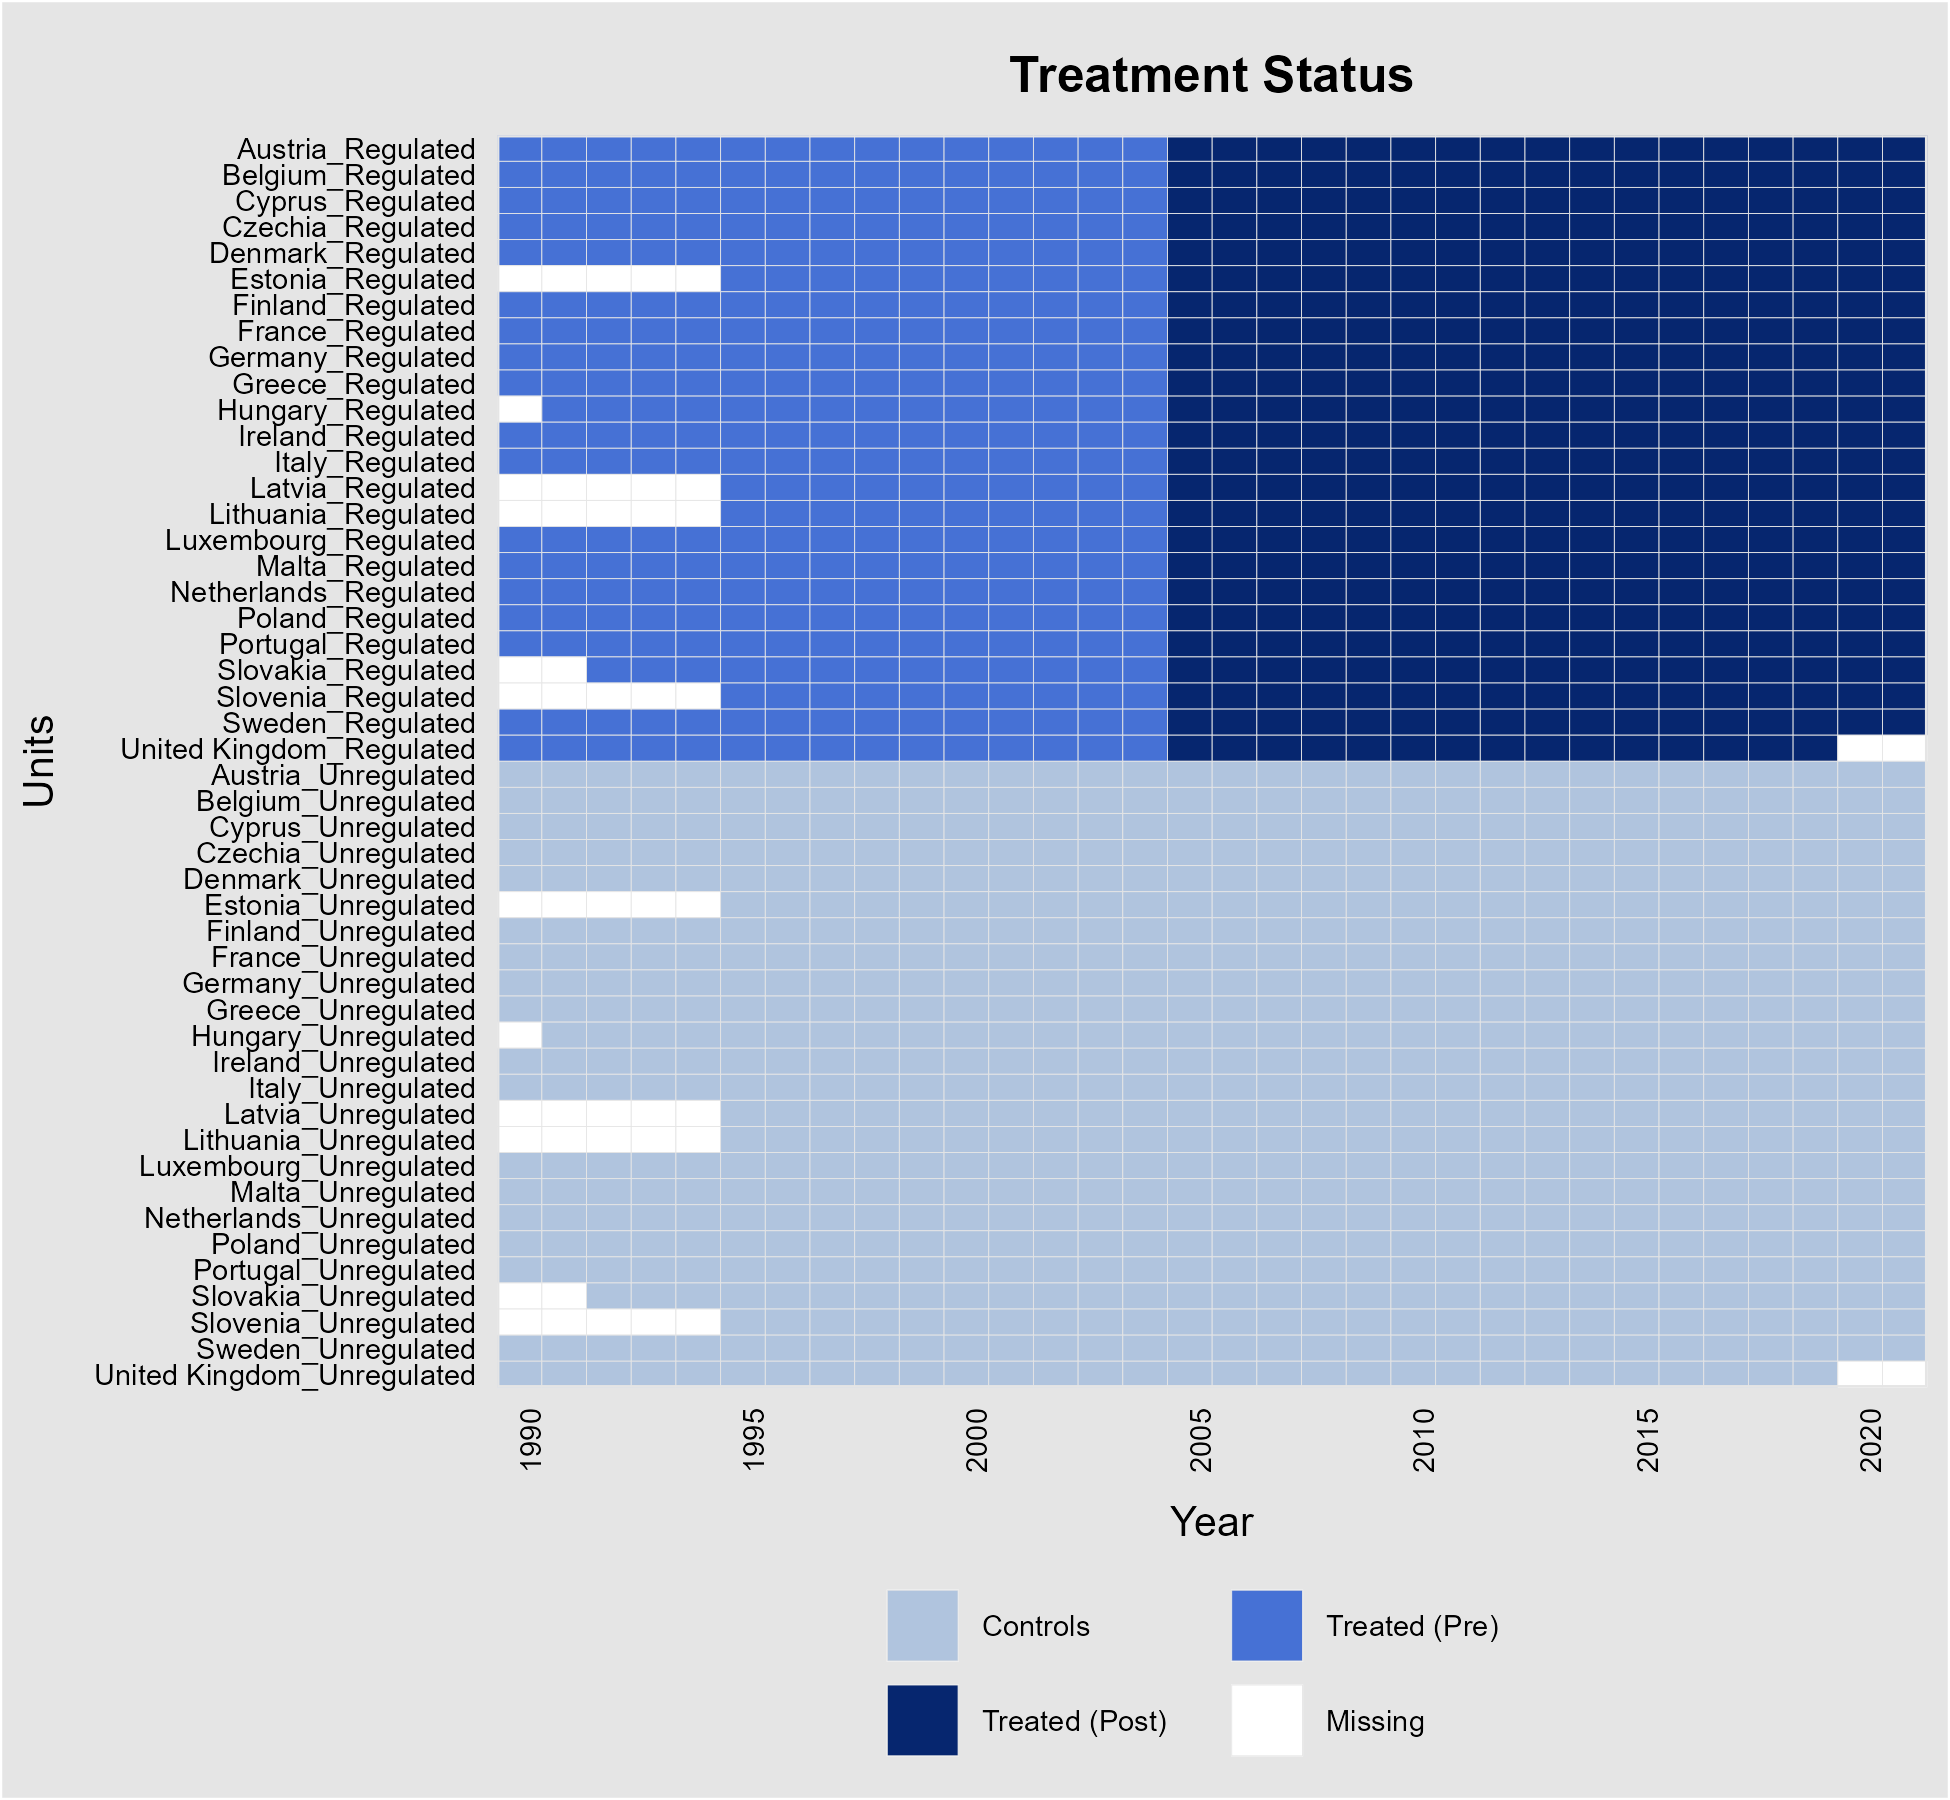 Treatment Status
Austria_Regulated
Belgium_Regulated
Cyprus_Regulated
Czechia_Regulated
Denmark_Regulated
Estonia_Regulated
Finland_Regulated
France_Regulated
Germany_Regulated
Greece_Regulated
Hungary_Regulated
Ireland_Regulated
Italy_Regulated
Latvia_Regulated
Lithuania_Regulated
Luxembourg_Regulated
Malta_Regulated
Netherlands_Regulated
Poland_Regulated
Portugal_Regulated
Slovakia_Regulated
Slovenia_Regulated
Sweden_Regulated
United Kingdom_Regulated
Austria_Unregulated
Belgium_Unregulated
Cyprus_Unregulated
Czechia_Unregulated
Denmark_Unregulated
Estonia_Unregulated
Finland_Unregulated
France_Unregulated
Germany_Unregulated
Greece_Unregulated
Hungary_Unregulated
Ireland_Unregulated
Italy_Unregulated
Latvia_Unregulated
Lithuania_Unregulated
Luxembourg_Unregulated
Malta_Unregulated
Netherlands_Unregulated
Poland_Unregulated
Portugal_Unregulated
Slovakia_Unregulated
Slovenia_Unregulated
Sweden_Unregulated
United Kingdom_Unregulated
Units
1990 1995 2000 2005 2010 2015 2020
Year
Controls Treated (Pre)
Treated (Post) Missing